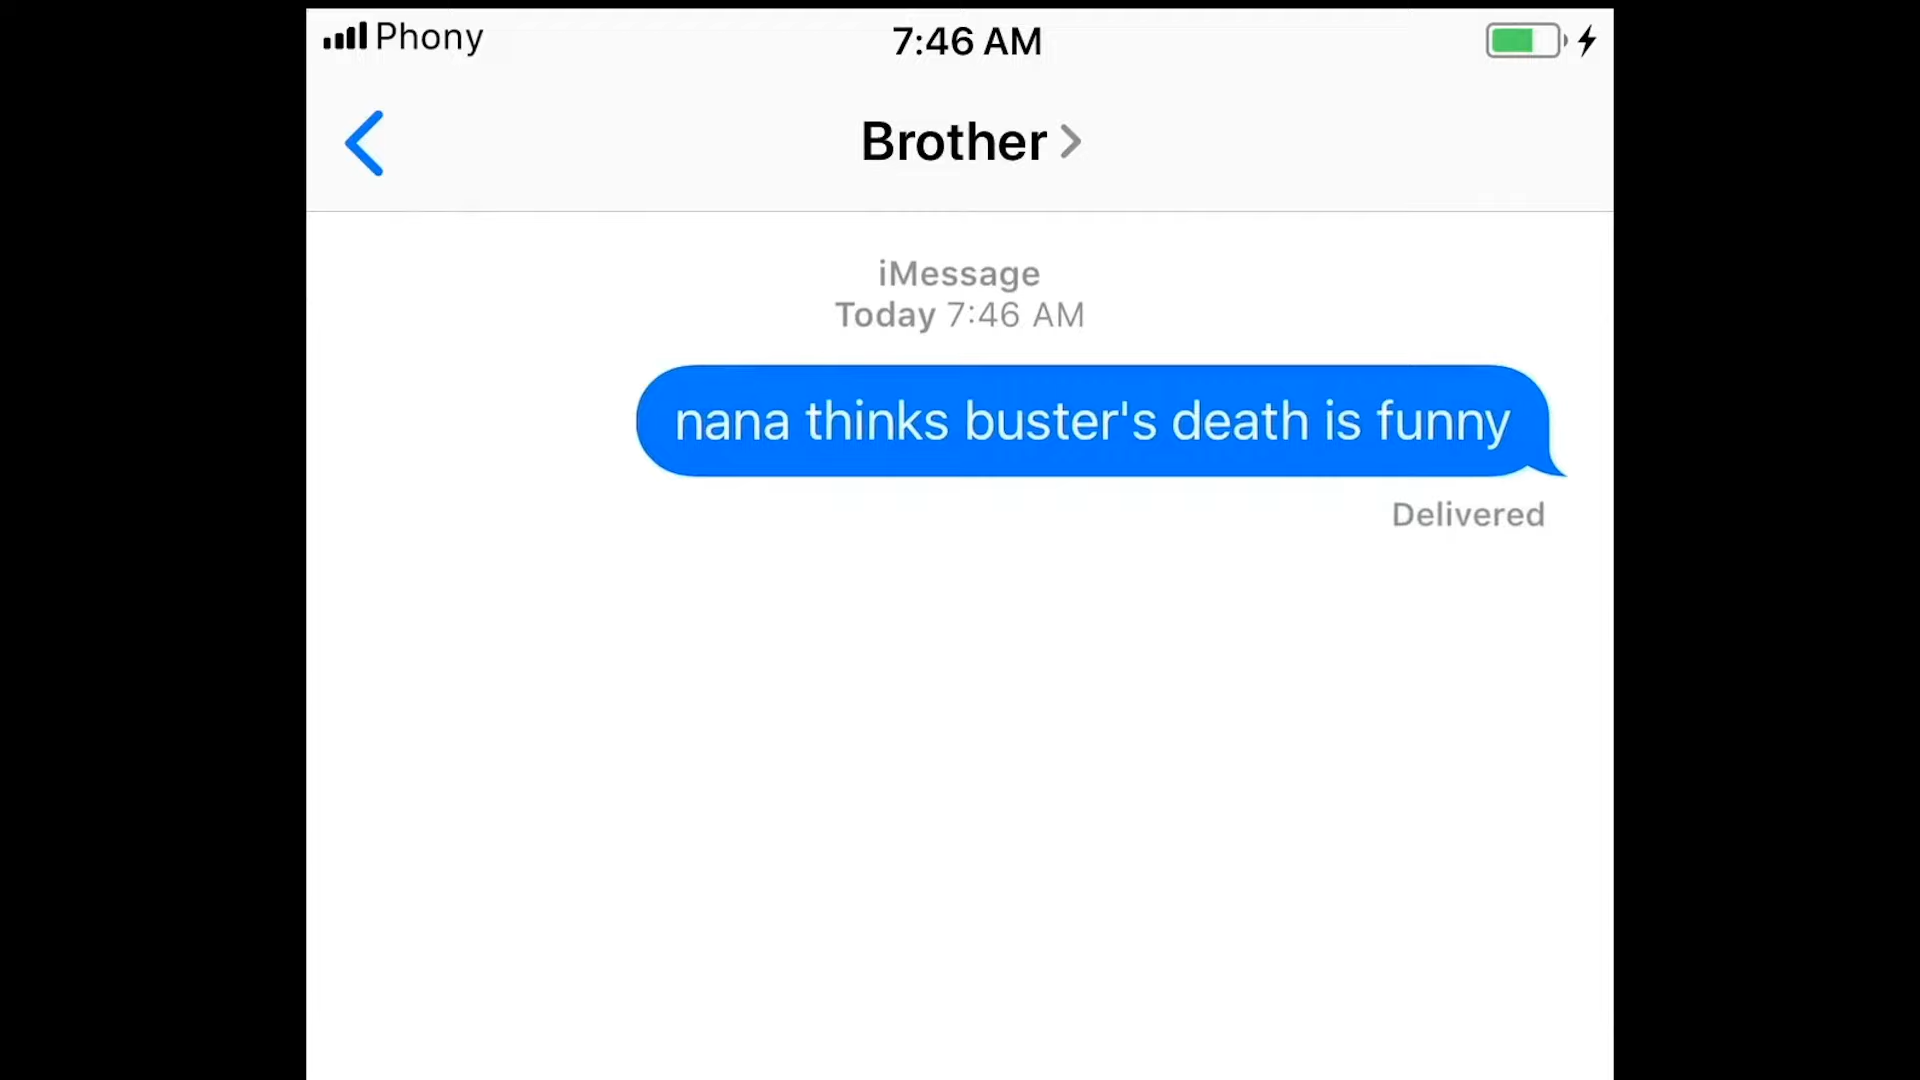 Phony
7:46 AM
Brother
iMessage
Today 7:46 AM
nana thinks buster's death is funny
Delivered